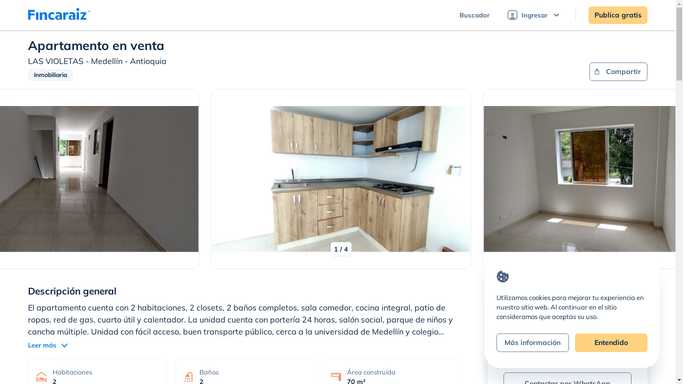 Fincaraiz
Buscador
Ingresar
Publica gratis
Apartamento en venta
LAS VIOLETAS - Medellín - Antioquia
Inmobiliaria
Compartir
1 / 4
Descripción general
El apartamento cuenta con 2 habitaciones, 2 closets, 2 baños completos, sala comedor, cocina integral, patio de
ropas, red de gas, cuarto útil y calentador. La unidad cuenta con portería 24 horas, salón social, parque de niños y
cancha múltiple. Unidad con fácil acceso, buen transporte público, cerca a la universidad de Medellín y colegio...
Leer más
Habitaciones
2
Baños
2
Área construida
70 m²
Utilizamos cookies para mejorar tu experiencia en
nuestro sitio web. Al continuar en el sitio
consideramos que aceptas su uso.
Más información
Entendido
Contactar por WhatsApp